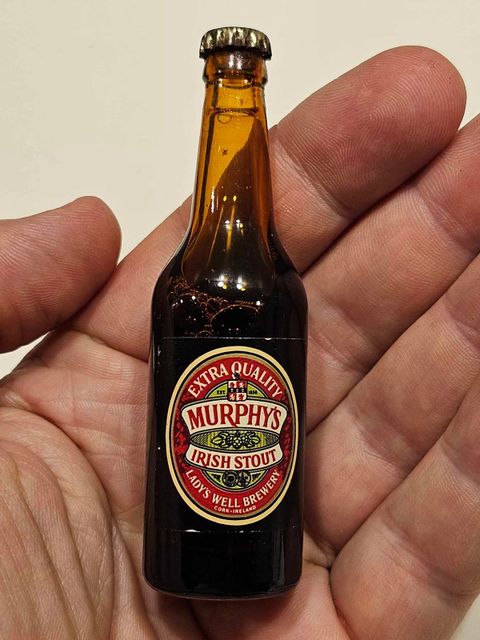 EXTRA QUALITY
MURPHY'S
IRISH STOUT
LADY'S WELL BREWERY
CORK-IRELAND